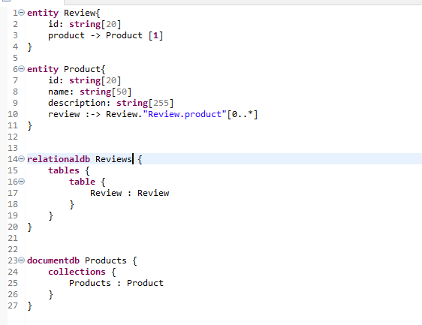 1 entity Review{
2 id: string[20]
3 product -> Product [1]
4 }
5
6 entity Product{
7 id: string[20]
8 name: string[50]
9 description: string[255]
10 review :-> Review."Review.product"[0..*]
11 }
12
13
14 relationaldb Reviews {
15 tables {
16 table {
17 Review : Review
18 }
19 }
20 }
21
22
23 documentdb Products {
24 collections {
25 Products : Product
26 }
27 }